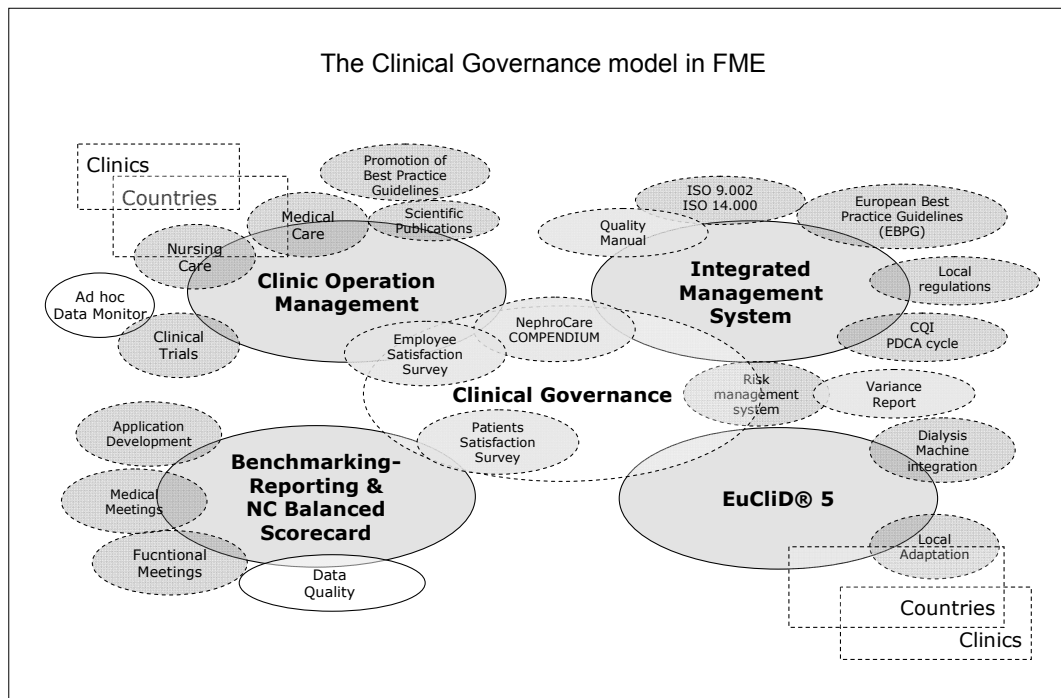 The Clinical Governance model in FME
Clinics
Countries
Promotion of
Best Practice
Guidelines
Medical
Care
Scientific
Publications
Nursing
Care
Clinic Operation
Management
Ad hoc
Data Monitor
Clinical
Trials
Employee
Satisfaction
Survey
NephroCare
COMPENDIUM
ISO 9.002
ISO 14.000
Quality
Manual
European Best
Practice Guidelines
(EBPG)
Integrated
Management
System
Local
regulations
CQI
PDCA cycle
Clinical Governance
Risk
management
system
Variance
Report
Application
Development
Patients
Satisfaction
Survey
Dialysis
Machine
integration
Benchmarking-
Reporting &
NC Balanced
Scorecard
Medical
Meetings
EuCliD® 5
Fucntional
Meetings
Data
Quality
Local
Adaptation
Countries
Clinics